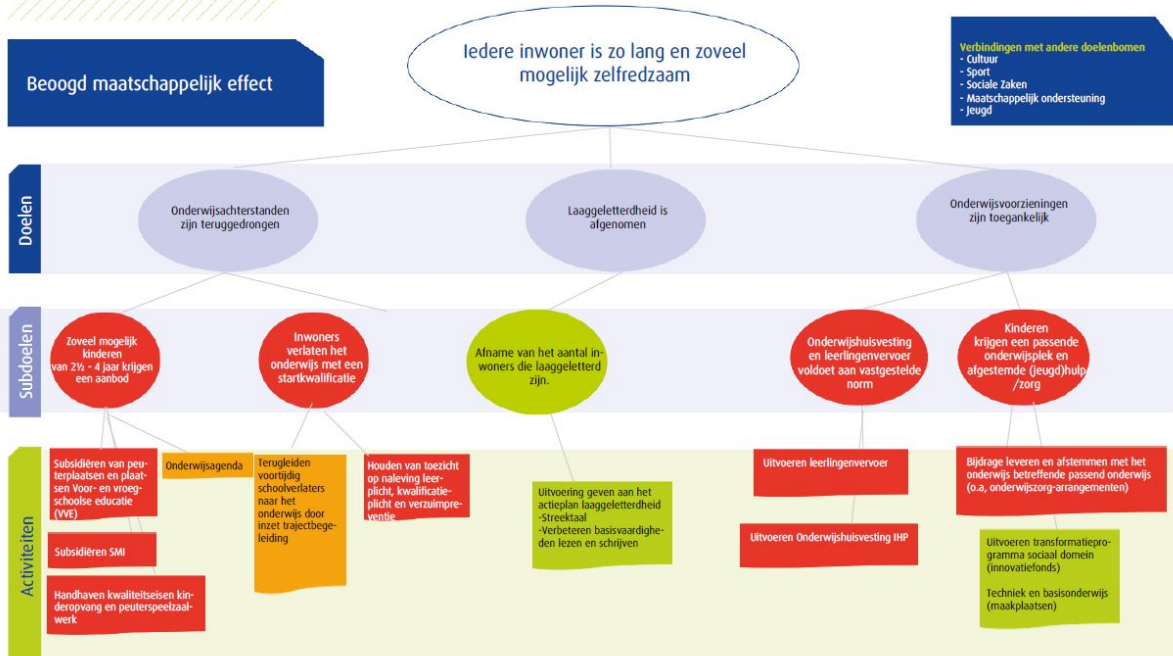 Beoogd maatschappelijk effect
Iedere inwoner is zo lang en zoveel
mogelijk zelfredzaam
Verbindingen met andere doelenbomen
- Cultuur
- Sport
- Sociale Zaken
- Maatschappelijk ondersteuning
- Jeugd
Doelen
Onderwijsachterstanden
zijn teruggedrongen
Laaggeletterdheid is
afgenomen
Onderwijsvoorzieningen
zijn toegankelijk
Subdoelen
Zoveel mogelijk
kinderen
van 2½ - 4 jaar krijgen
een aanbod
Inwoners
verlaten het
onderwijs met een
startkwalificatie
Afname van het aantal in-
woners die laaggeletterd
zijn.
Onderwijshuisvesting
en leerlingenvervoer
voldoet aan vastgestelde
norm
Kinderen
krijgen een passende
onderwijsplek en
afgestemde (jeugd)hulp
/zorg
Activiteiten
Subsidiëren van peu-
terplaatsen en plaat-
sen Voor- en vroeg-
schoolse educatie
(VVE)
Subsidiëren SMI
Handhaven kwaliteitseisen kin
deropvang en peuterspeelzaal-
werk
Onderwijsagenda
Terugleiden
voortijdig
schoolverlaters
naar het
onderwijs door
inzet trajectbege-
leiding
Houden van toezicht
op naleving leer-
plicht, kwalificatie-
plicht en verzuimpre-
ventie
Uitvoering geven aan het
actieplan laaggeletterdheid
-Streektaal
-Verbeteren basisvaardighe-
den lezen en schrijven
Uitvoeren leerlingenvervoer
Uitvoeren Onderwijshuisvesting IHP
Bijdrage leveren en afstemmen met het
onderwijs betreffende passend onderwijs
(o.a, onderwijszorg-arrangementen)
Uitvoeren transformatiepro-
gramma sociaal domein
(innovatiefonds)
Techniek en basisonderwijs
(maakplaatsen)